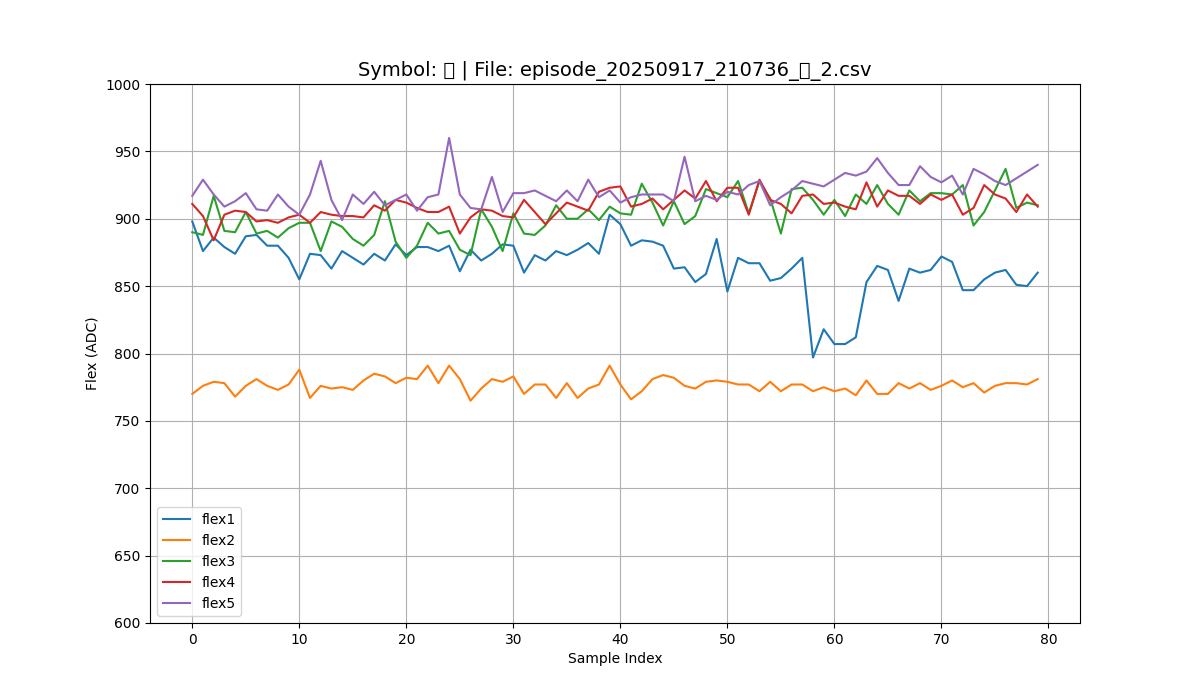 Symbol: | File: episode_20250917_210736_ _2.csv
1000
950
900
850
800
750
700
650
600
Flex (ADC)
flex1
flex2
flex3
flex4
flex5
0 10 20 30 40 50 60 70 80
Sample Index